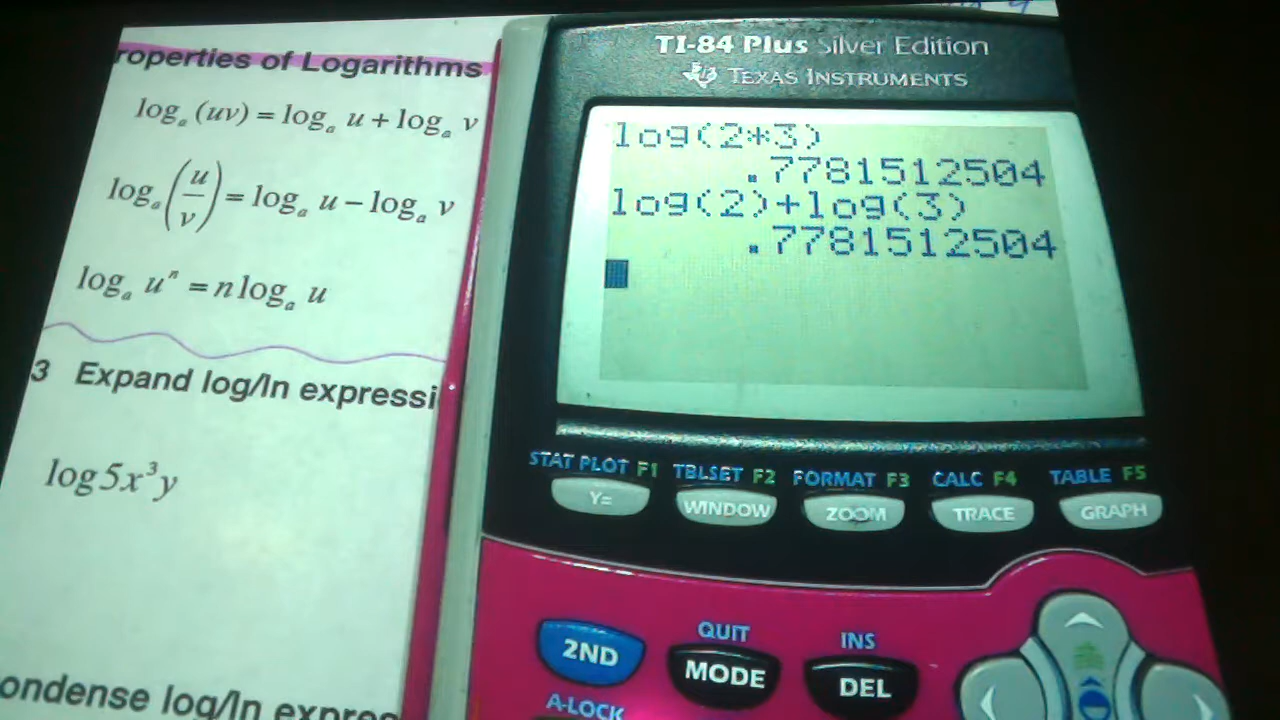 roperties of Logarithms
logₐ (uv) = logₐ u + logₐ v
logₐ (u/v) = logₐ u − logₐ v
logₐ uⁿ = n logₐ u
3 Expand log/ln expressi
log 5x³y
ondense log/ln expres
TI-84 Plus Silver Edition
TEXAS INSTRUMENTS
log(2*3)
.7781512504
log(2)+log(3)
.7781512504
STAT PLOT F1 TBLSET F2 FORMAT F3 CALC F4 TABLE F5
Y= WINDOW ZOOM TRACE GRAPH
QUIT INS
2ND MODE DEL
A-LOCK